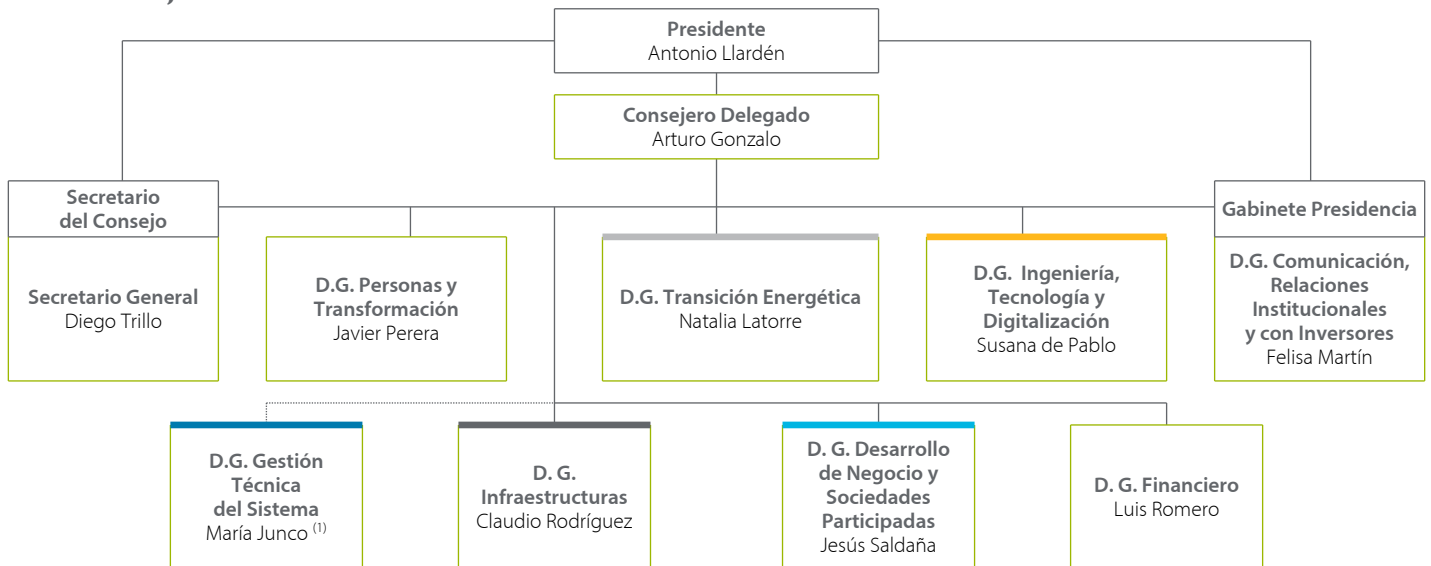 Presidente
Antonio Llardén
Consejero Delegado
Arturo Gonzalo
Secretario
del Consejo
Gabinete Presidencia
Secretario General
Diego Trillo
D.G. Personas y
Transformación
Javier Perera
D.G. Transición Energética
Natalia Latorre
D.G. Ingeniería,
Tecnología y
Digitalización
Susana de Pablo
D.G. Comunicación,
Relaciones
Institucionales
y con Inversores
Felisa Martín
D.G. Gestión
Técnica
del Sistema
María Junco (1)
D. G.
Infraestructuras
Claudio Rodríguez
D. G. Desarrollo
de Negocio y
Sociedades
Participadas
Jesús Saldaña
D. G. Financiero
Luis Romero